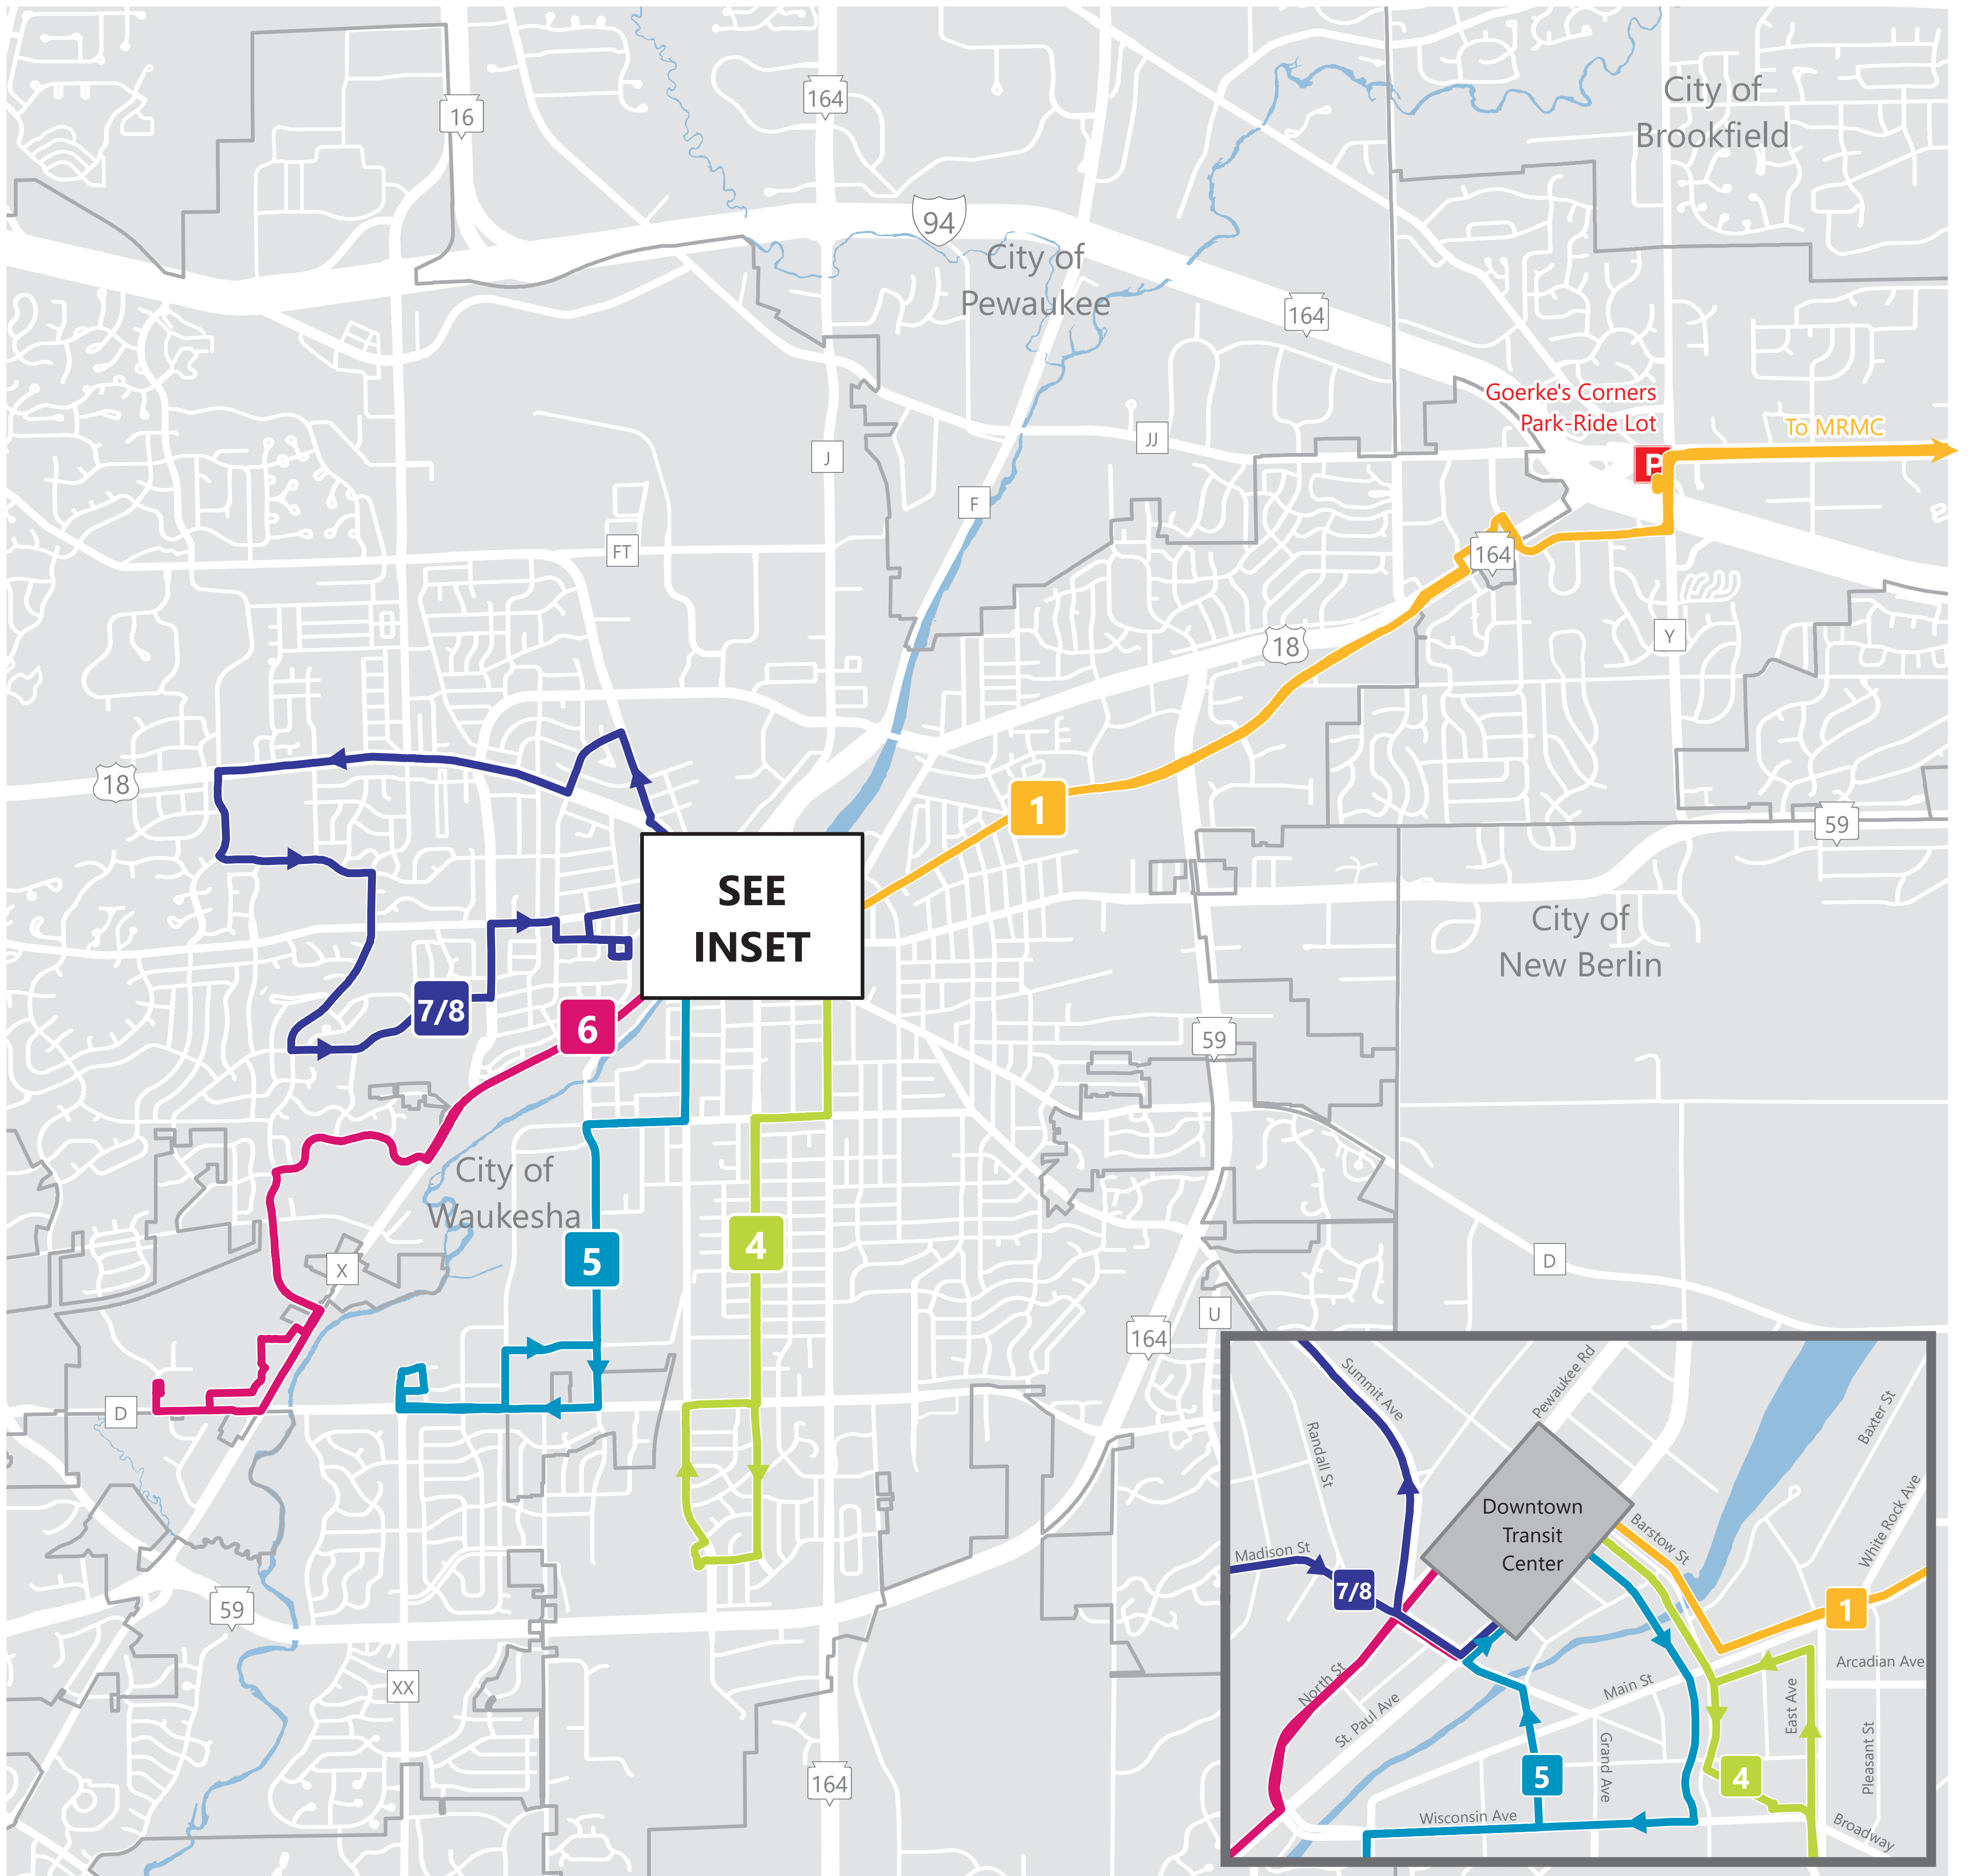 City of
Brookfield
16
164
94
City of
Pewaukee
164
Goerke's Corners
Park-Ride Lot
P
To MRMC
JJ
J
F
FT
164
18
Y
18
1
59
SEE
INSET
City of
New Berlin
7/8
6
59
City of
Waukesha
5
4
X
D
U
164
D
59
XX
164
Summit Ave
Pewaukee Rd
Randall St
Baxter St
White Rock Ave
Downtown
Transit
Center
Barstow St
Madison St
7/8
1
Arcadian Ave
North St
Main St
East Ave
St. Paul Ave
Grand Ave
Pleasant St
5
4
Wisconsin Ave
Broadway